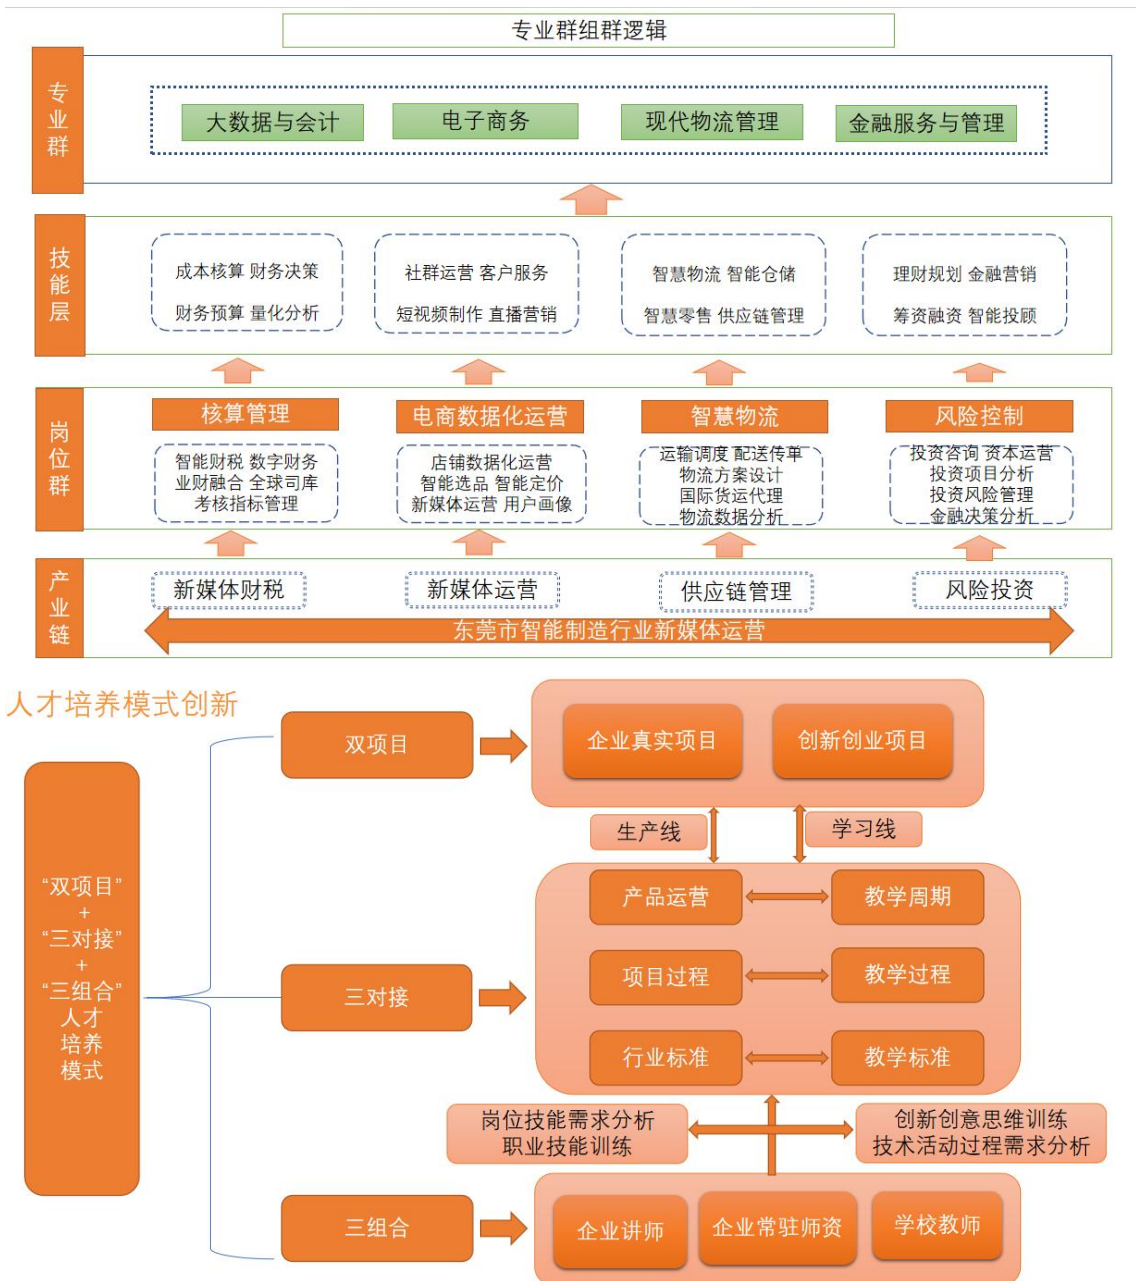 专业群组群逻辑
专业群
大数据与会计 电子商务 现代物流管理 金融服务与管理
技能层
成本核算 财务决策
财务预算 量化分析
社群运营 客户服务
短视频制作 直播营销
智慧物流 智能仓储
智慧零售 供应链管理
理财规划 金融营销
筹资融资 智能投顾
岗位群
核算管理
智能财税 数字财务
业财融合 全球司库
考核指标管理
电商数据化运营
店铺数据化运营
智能选品 智能定价
新媒体运营 用户画像
智慧物流
运输调度 配送传单
物流方案设计
国际货运代理
物流数据分析
风险控制
投资咨询 资本运营
投资项目分析
投资风险管理
金融决策分析
产业链
新媒体财税 新媒体运营 供应链管理 风险投资
东莞市智能制造行业新媒体运营
人才培养模式创新
“双项目”
+
“三对接”
+
“三组合”
人才
培养
模式
双项目
企业真实项目 创新创业项目
生产线 学习线
三对接
产品运营 教学周期
项目过程 教学过程
行业标准 教学标准
岗位技能需求分析
职业技能训练
创新创意思维训练
技术活动过程需求分析
三组合
企业讲师 企业常驻师资 学校教师